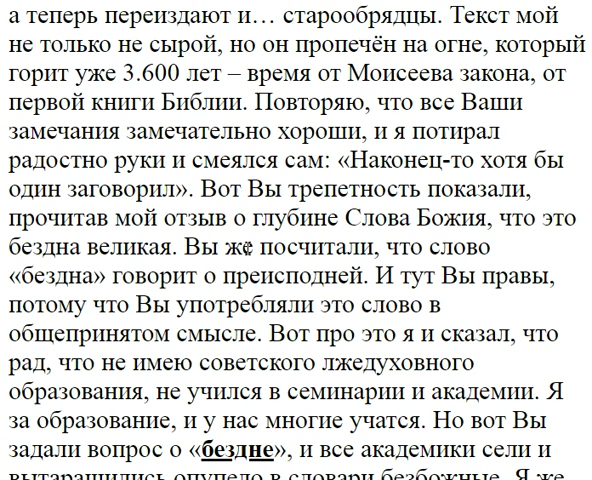 а теперь переиздают и… старообрядцы. Текст мой
не только не сырой, но он пропечён на огне, который
горит уже 3.600 лет – время от Моисеева закона, от
первой книги Библии. Повторяю, что все Ваши
замечания замечательно хороши, и я потирал
радостно руки и смеялся сам: «Наконец-то хотя бы
один заговорил». Вот Вы трепетность показали,
прочитав мой отзыв о глубине Слова Божия, что это
бездна великая. Вы же посчитали, что слово
«бездна» говорит о преисподней. И тут Вы правы,
потому что Вы употребляли это слово в
общепринятом смысле. Вот про это я и сказал, что
рад, что не имею советского лжедуховного
образования, не учился в семинарии и академии. Я
за образование, и у нас многие учатся. Но вот Вы
задали вопрос о «бездне», и все академики сели и
вытаращились опупело в словари безбожные. Я же